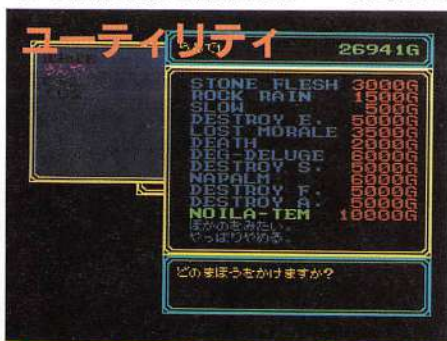 ユーティリティ
26941G
STONE FLESH 3000G
ROCK RAIN 1500G
SLOW 500G
DESTROY E. 5000G
LOST MORALE 3500G
DEATH 2000G
DEG-DELUGE 6000G
DESTROY S. 5000G
NAPALM 5000G
DESTROY F. 5000G
DESTROY A. 5000G
NOILA-TEM 10000G
ほかのをみたい。
やっぱりやめる。
どのまほうをかけますか?